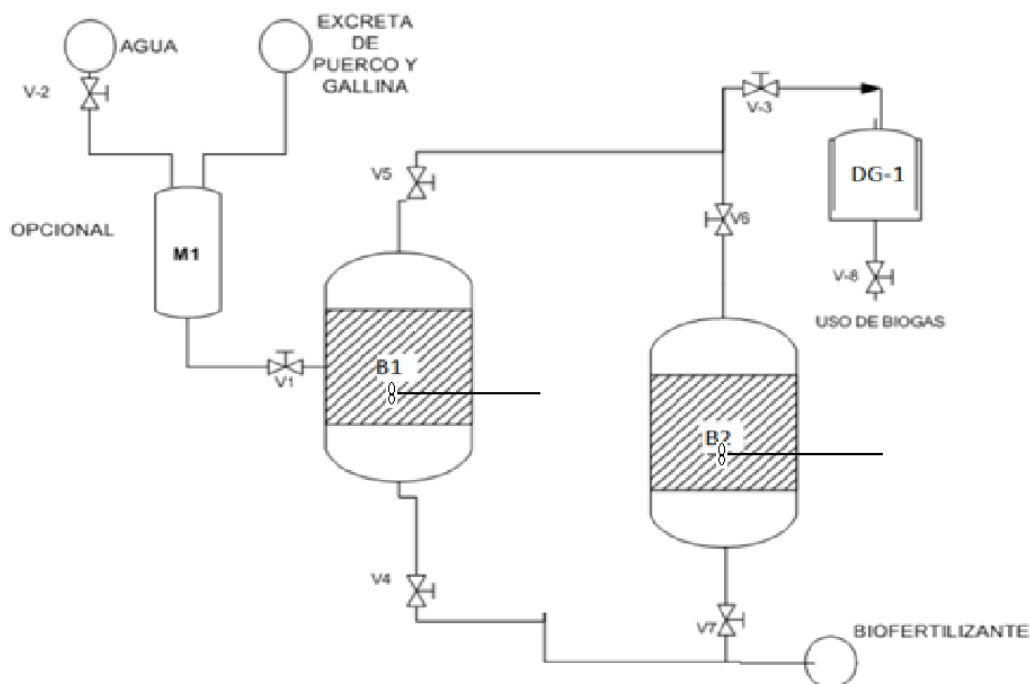 AGUA
EXCRETA
DE
PUERCO Y
GALLINA
V-2
V-3
V5
DG-1
OPCIONAL
M1
V6
V-8
USO DE BIOGAS
B1
V1
B2
V4
V7
BIOFERTILIZANTE